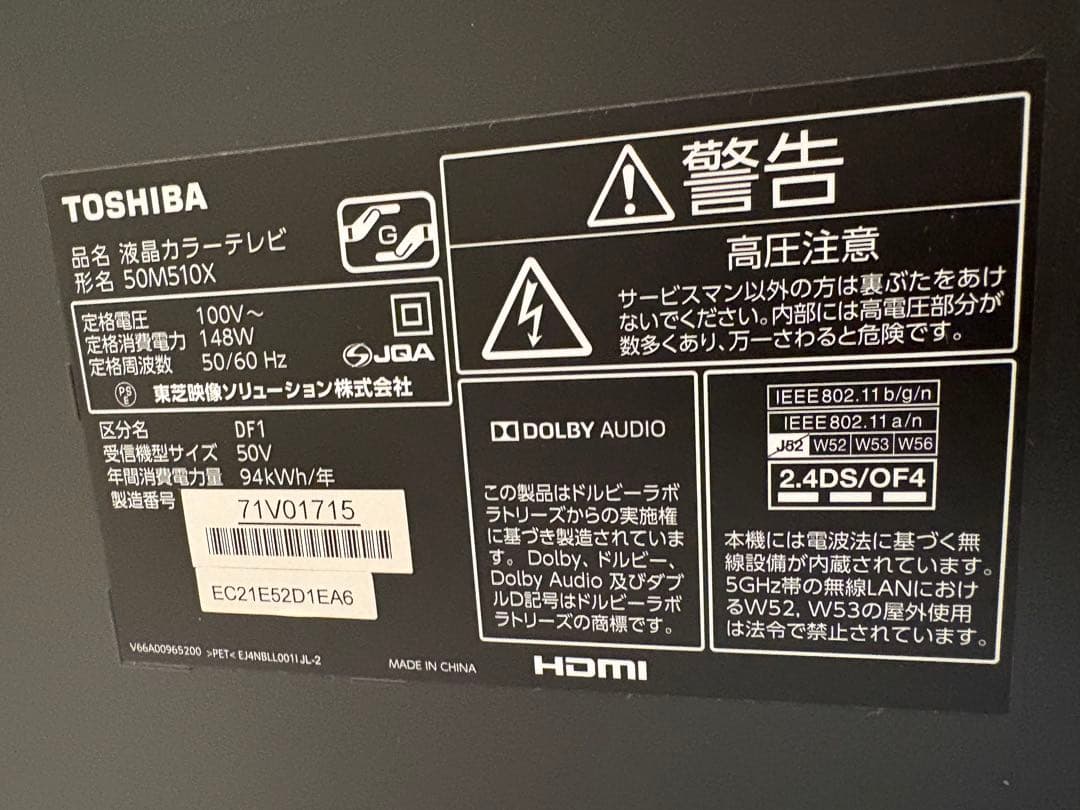 TOSHIBA
品名 液晶カラーテレビ
形名 50M510X
G
定格電圧 100V～
定格消費電力 148W
定格周波数 50/60 Hz
JQA
PS
E
東芝映像ソリューション株式会社
区分名 DF1
受信機型サイズ 50V
年間消費電力量 94kWh/年
製造番号
71V01715
EC21E52D1EA6
V66A00965200 >PET< EJ4NBLL001I JL-2
MADE IN CHINA
警告
高圧注意
サービスマン以外の方は裏ぶたをあけ
ないでください。内部には高電圧部分が
数多くあり、万一さわると危険です。
DOLBY AUDIO
この製品はドルビーラボ
ラトリーズからの実施権
に基づき製造されていま
す。Dolby、ドルビー、
Dolby Audio 及びダブ
ルD記号はドルビーラボ
ラトリーズの商標です。
HDMI
IEEE802.11b/g/n
IEEE802.11a/n
J52 W52 W53 W56
2.4DS/OF4
本機には電波法に基づく無
線設備が内蔵されています。
5GHz帯の無線LANにおけ
るW52, W53の屋外使用
は法令で禁止されています。